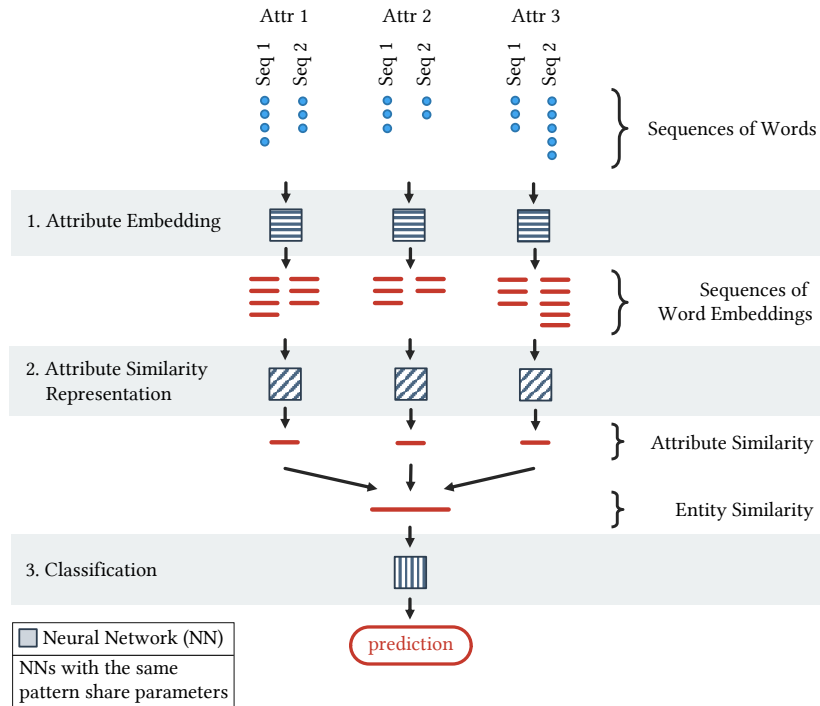 Attr 1
Attr 2
Attr 3
Seq 1
Seq 2
Seq 1
Seq 2
Seq 1
Seq 2
Sequences of Words
1. Attribute Embedding
Sequences of
Word Embeddings
2. Attribute Similarity
Representation
Attribute Similarity
Entity Similarity
3. Classification
prediction
Neural Network (NN)
NNs with the same
pattern share parameters